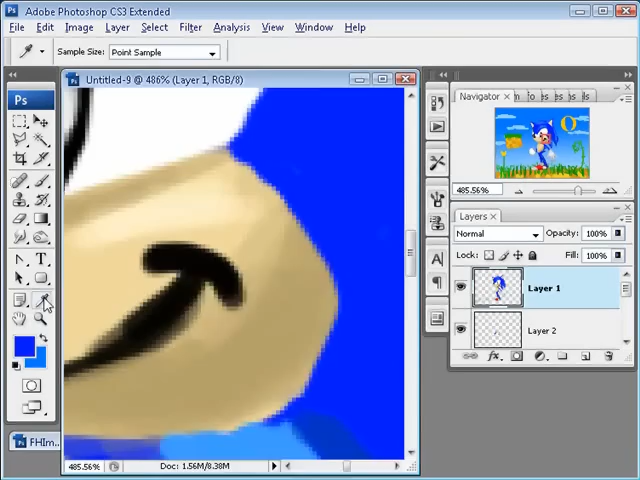 Adobe Photoshop CS3 Extended
File Edit Image Layer Select Filter Analysis View Window Help
Sample Size: Point Sample
Untitled-9 @ 486% (Layer 1, RGB/8)
Ps
Navigator
485.56%
Layers
Normal
Opacity: 100%
Lock:
Fill: 100%
Layer 1
Layer 2
T
A
fx
FHIm...
485.56%
Doc: 1.56M/8.38M